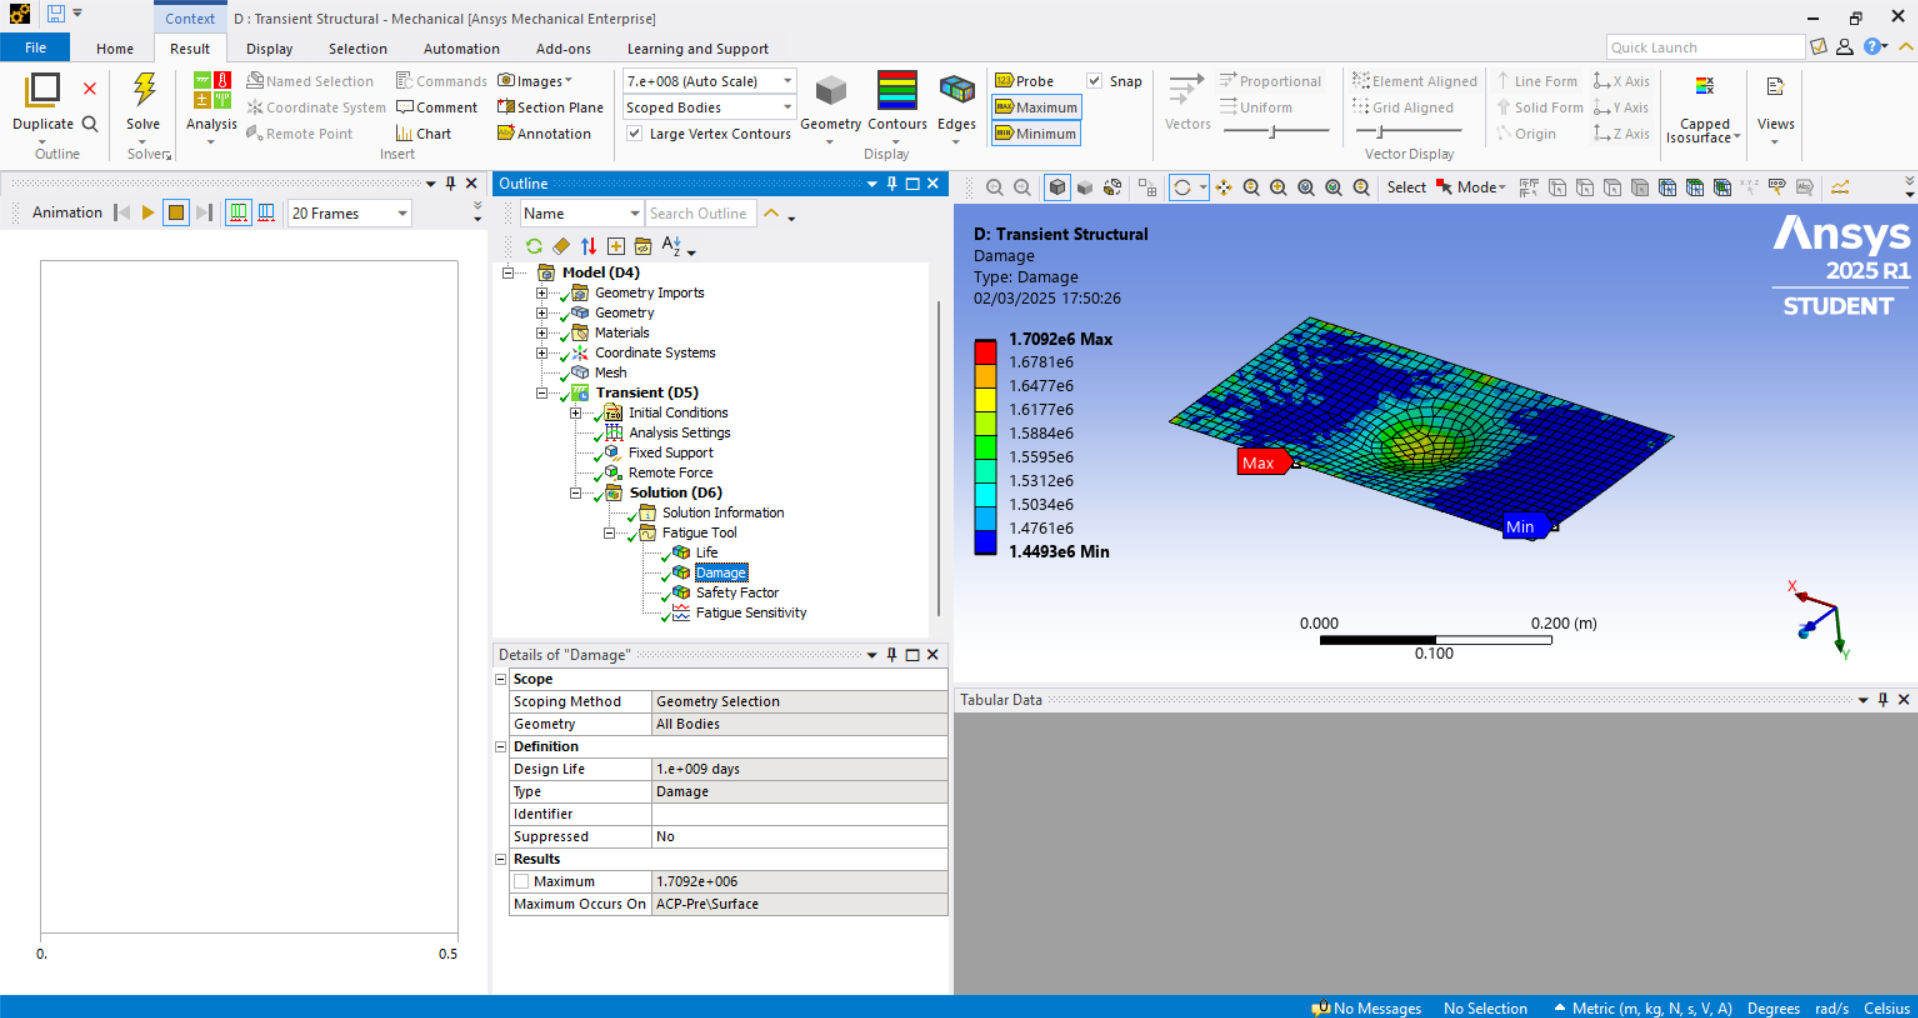 Context
D : Transient Structural - Mechanical [Ansys Mechanical Enterprise]
File
Home
Result
Display
Selection
Automation
Add-ons
Learning and Support
Quick Launch
Duplicate
Outline
Solve
Solver
Analysis
Named Selection
Coordinate System
Remote Point
Commands
Comment
Chart
Images
Section Plane
Annotation
Insert
7.e+008 (Auto Scale)
Scoped Bodies
Large Vertex Contours
Geometry
Contours
Edges
Display
Probe
Maximum
Minimum
Snap
Vectors
Proportional
Uniform
Element Aligned
Grid Aligned
Line Form
Solid Form
Origin
X Axis
Y Axis
Z Axis
Vector Display
Capped
Isosurface
Views
Animation
20 Frames
0.
0.5
Outline
Name
Search Outline
Model (D4)
Geometry Imports
Geometry
Materials
Coordinate Systems
Mesh
Transient (D5)
Initial Conditions
Analysis Settings
Fixed Support
Remote Force
Solution (D6)
Solution Information
Fatigue Tool
Life
Damage
Safety Factor
Fatigue Sensitivity
Details of "Damage"
Scope
Scoping Method Geometry Selection
Geometry All Bodies
Definition
Design Life 1.e+009 days
Type Damage
Identifier
Suppressed No
Results
Maximum 1.7092e+006
Maximum Occurs On ACP-Pre\Surface
Select
Mode
D: Transient Structural
Damage
Type: Damage
02/03/2025 17:50:26
1.7092e6 Max
1.6781e6
1.6477e6
1.6177e6
1.5884e6
1.5595e6
1.5312e6
1.5034e6
1.4761e6
1.4493e6 Min
Max
Min
Ansys
2025 R1
STUDENT
0.000
0.200 (m)
0.100
X
Y
Tabular Data
No Messages
No Selection
Metric (m, kg, N, s, V, A)
Degrees
rad/s
Celsius